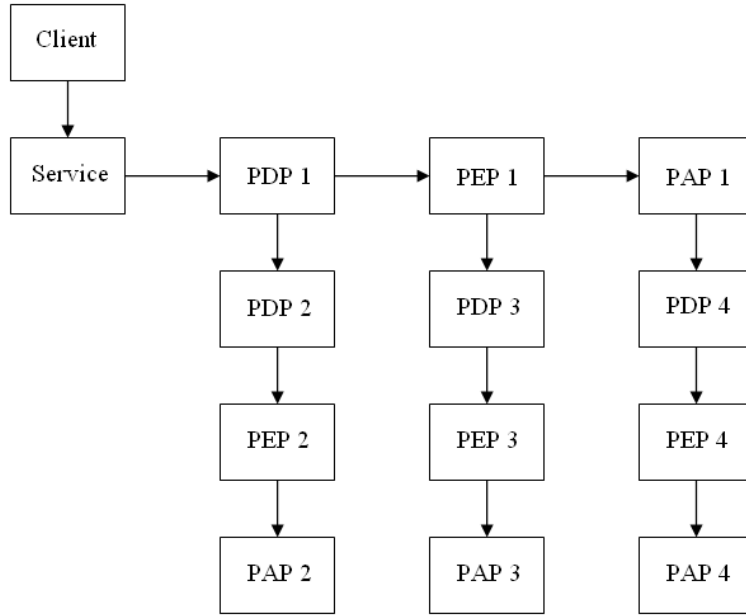 Client
Service
PDP 1
PEP 1
PAP 1
PDP 2
PDP 3
PDP 4
PEP 2
PEP 3
PEP 4
PAP 2
PAP 3
PAP 4